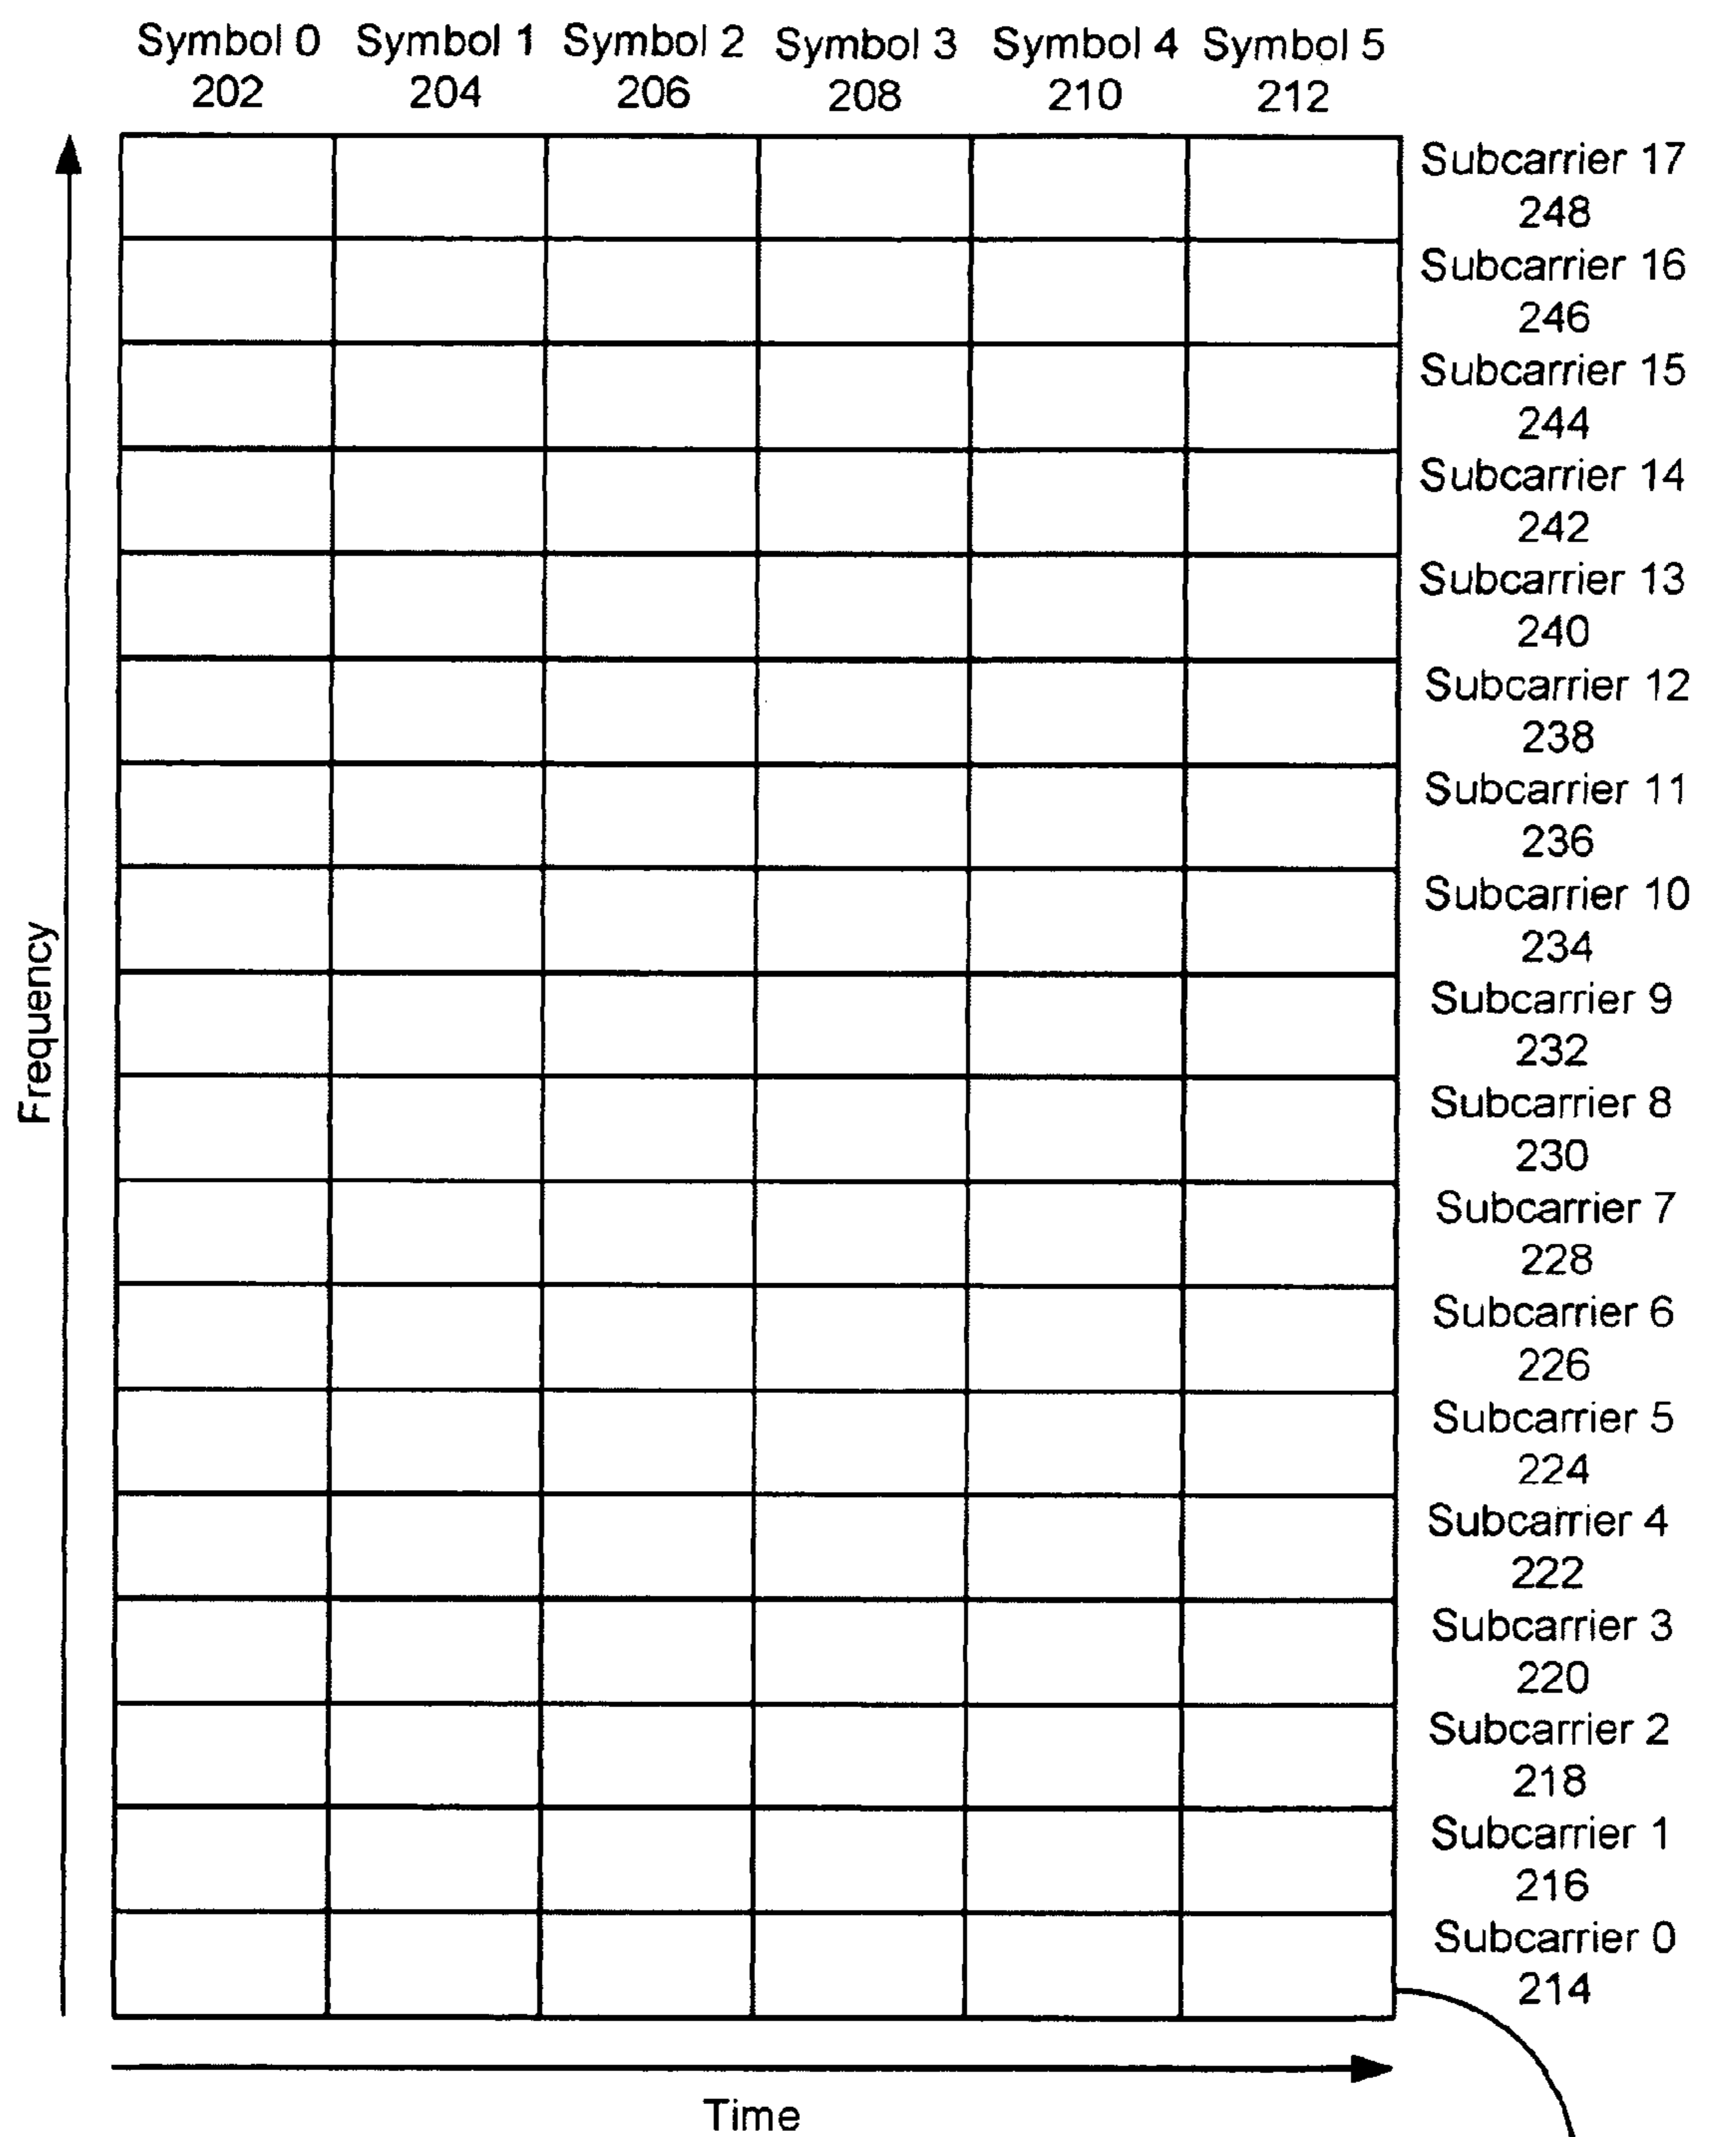 Symbol 0 Symbol 1 Symbol 2 Symbol 3 Symbol 4 Symbol 5
202 204 206 208 210 212
Subcarrier 17
248
Subcarrier 16
246
Subcarrier 15
244
Subcarrier 14
242
Subcarrier 13
240
Subcarrier 12
238
Subcarrier 11
236
Subcarrier 10
234
Subcarrier 9
232
Subcarrier 8
230
Subcarrier 7
228
Subcarrier 6
226
Subcarrier 5
224
Subcarrier 4
222
Subcarrier 3
220
Subcarrier 2
218
Subcarrier 1
216
Subcarrier 0
214
Frequency
Time